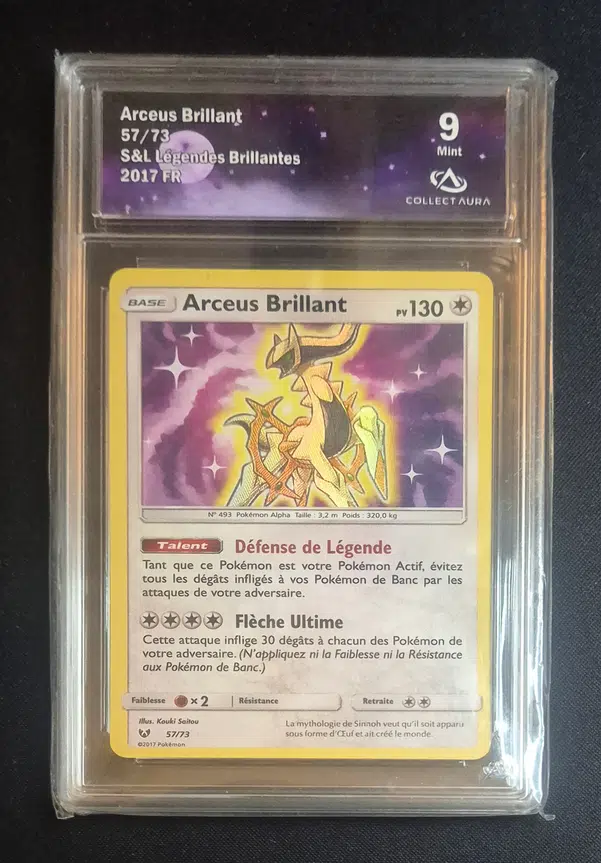 Arceus Brillant
57/73
S&L Légendes Brillantes
2017 FR
9
Mint
COLLECT AURA
BASE Arceus Brillant PV 130
N° 493 Pokémon Alpha Taille : 3,2 m Poids : 320,0 kg
Talent Défense de Légende
Tant que ce Pokémon est votre Pokémon Actif, évitez
tous les dégâts infligés à vos Pokémon de Banc par les
attaques de votre adversaire.
Flèche Ultime
Cette attaque inflige 30 dégâts à chacun des Pokémon de
votre adversaire. (N'appliquez ni la Faiblesse ni la Résistance
aux Pokémon de Banc.)
Faiblesse ×2 Résistance Retraite
Illus. Kouki Saitou
57/73
©2017 Pokémon
La mythologie de Sinnoh veut qu'il soit apparu
sous forme d'Œuf et ait créé le monde.